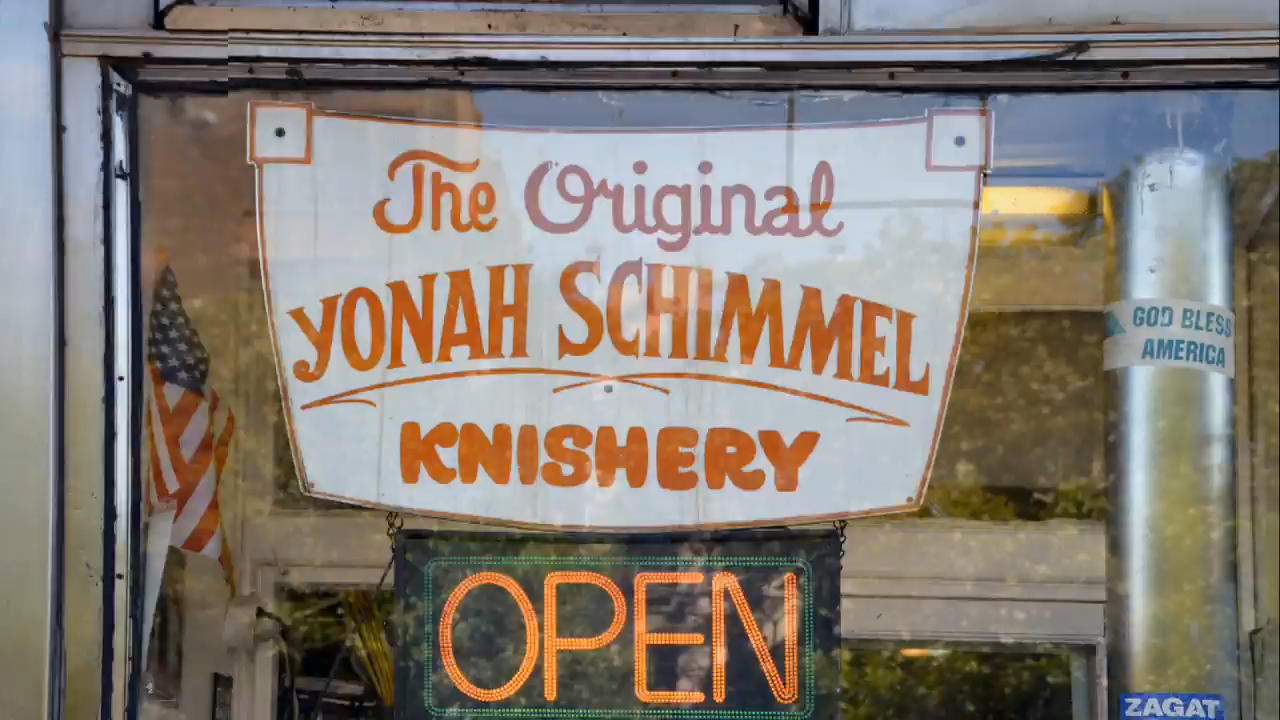 The Original
YONAH SCHIMMEL
KNISHERY
OPEN
GOD BLESS
AMERICA
ZAGAT